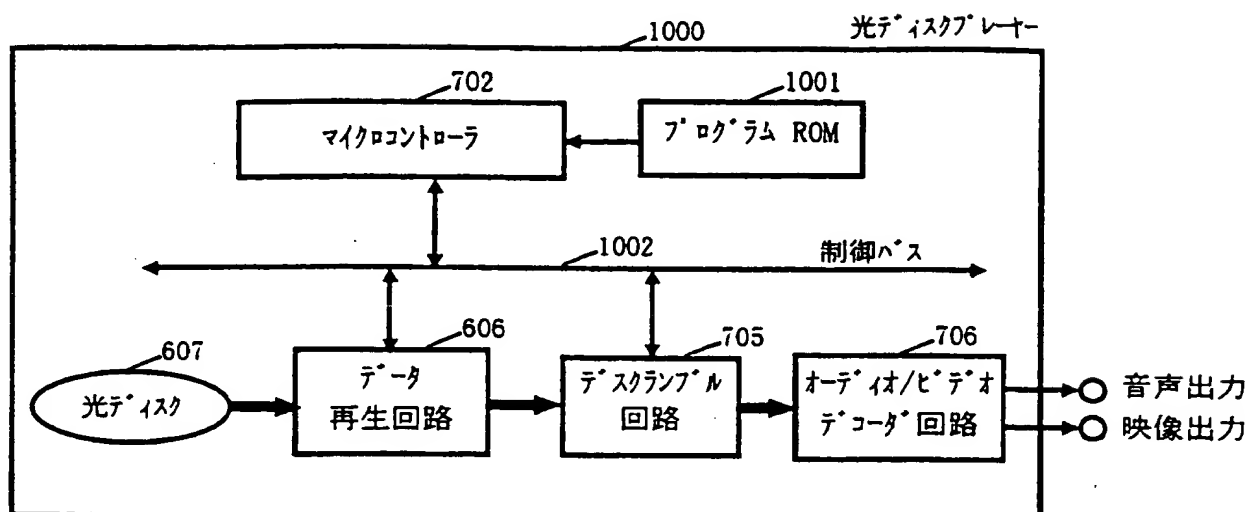 1000
光ディスクプレーヤー
702
1001
マイクロコントローラ
プログラム ROM
1002
制御バス
607
606
705
706
光ディスク
データ
再生回路
デスクランブル
回路
オーディオ/ビデオ
デコーダ回路
音声出力
映像出力